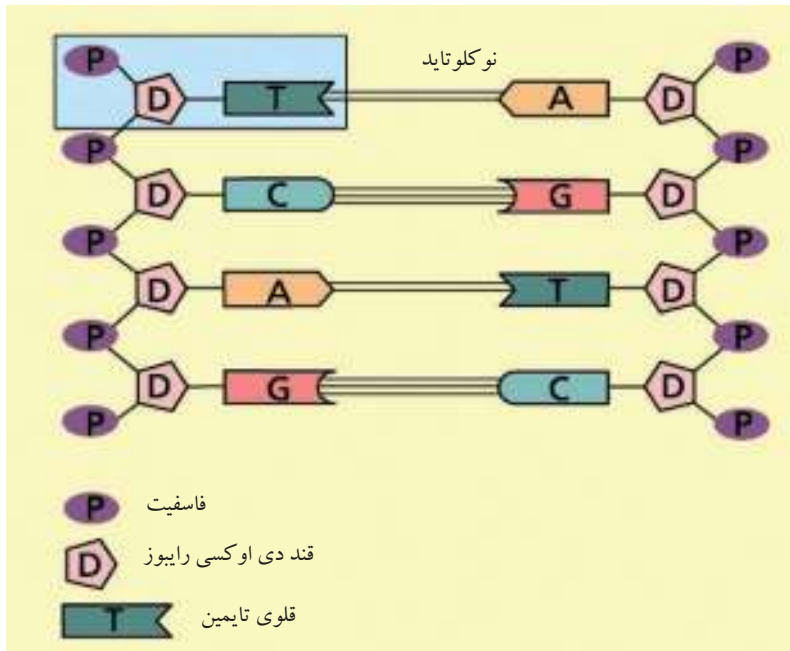 نوکلوتاید
P P
D T A D
P P
D C G D
P P
D A T D
P P
D G C D
P P
P فاسفیت
D قند دی اوکسی رایبوز
T قلوی تایمین